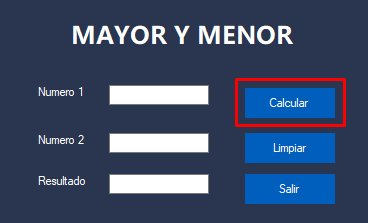 MAYOR Y MENOR
Numero 1
Calcular
Numero 2
Limpiar
Resultado
Salir